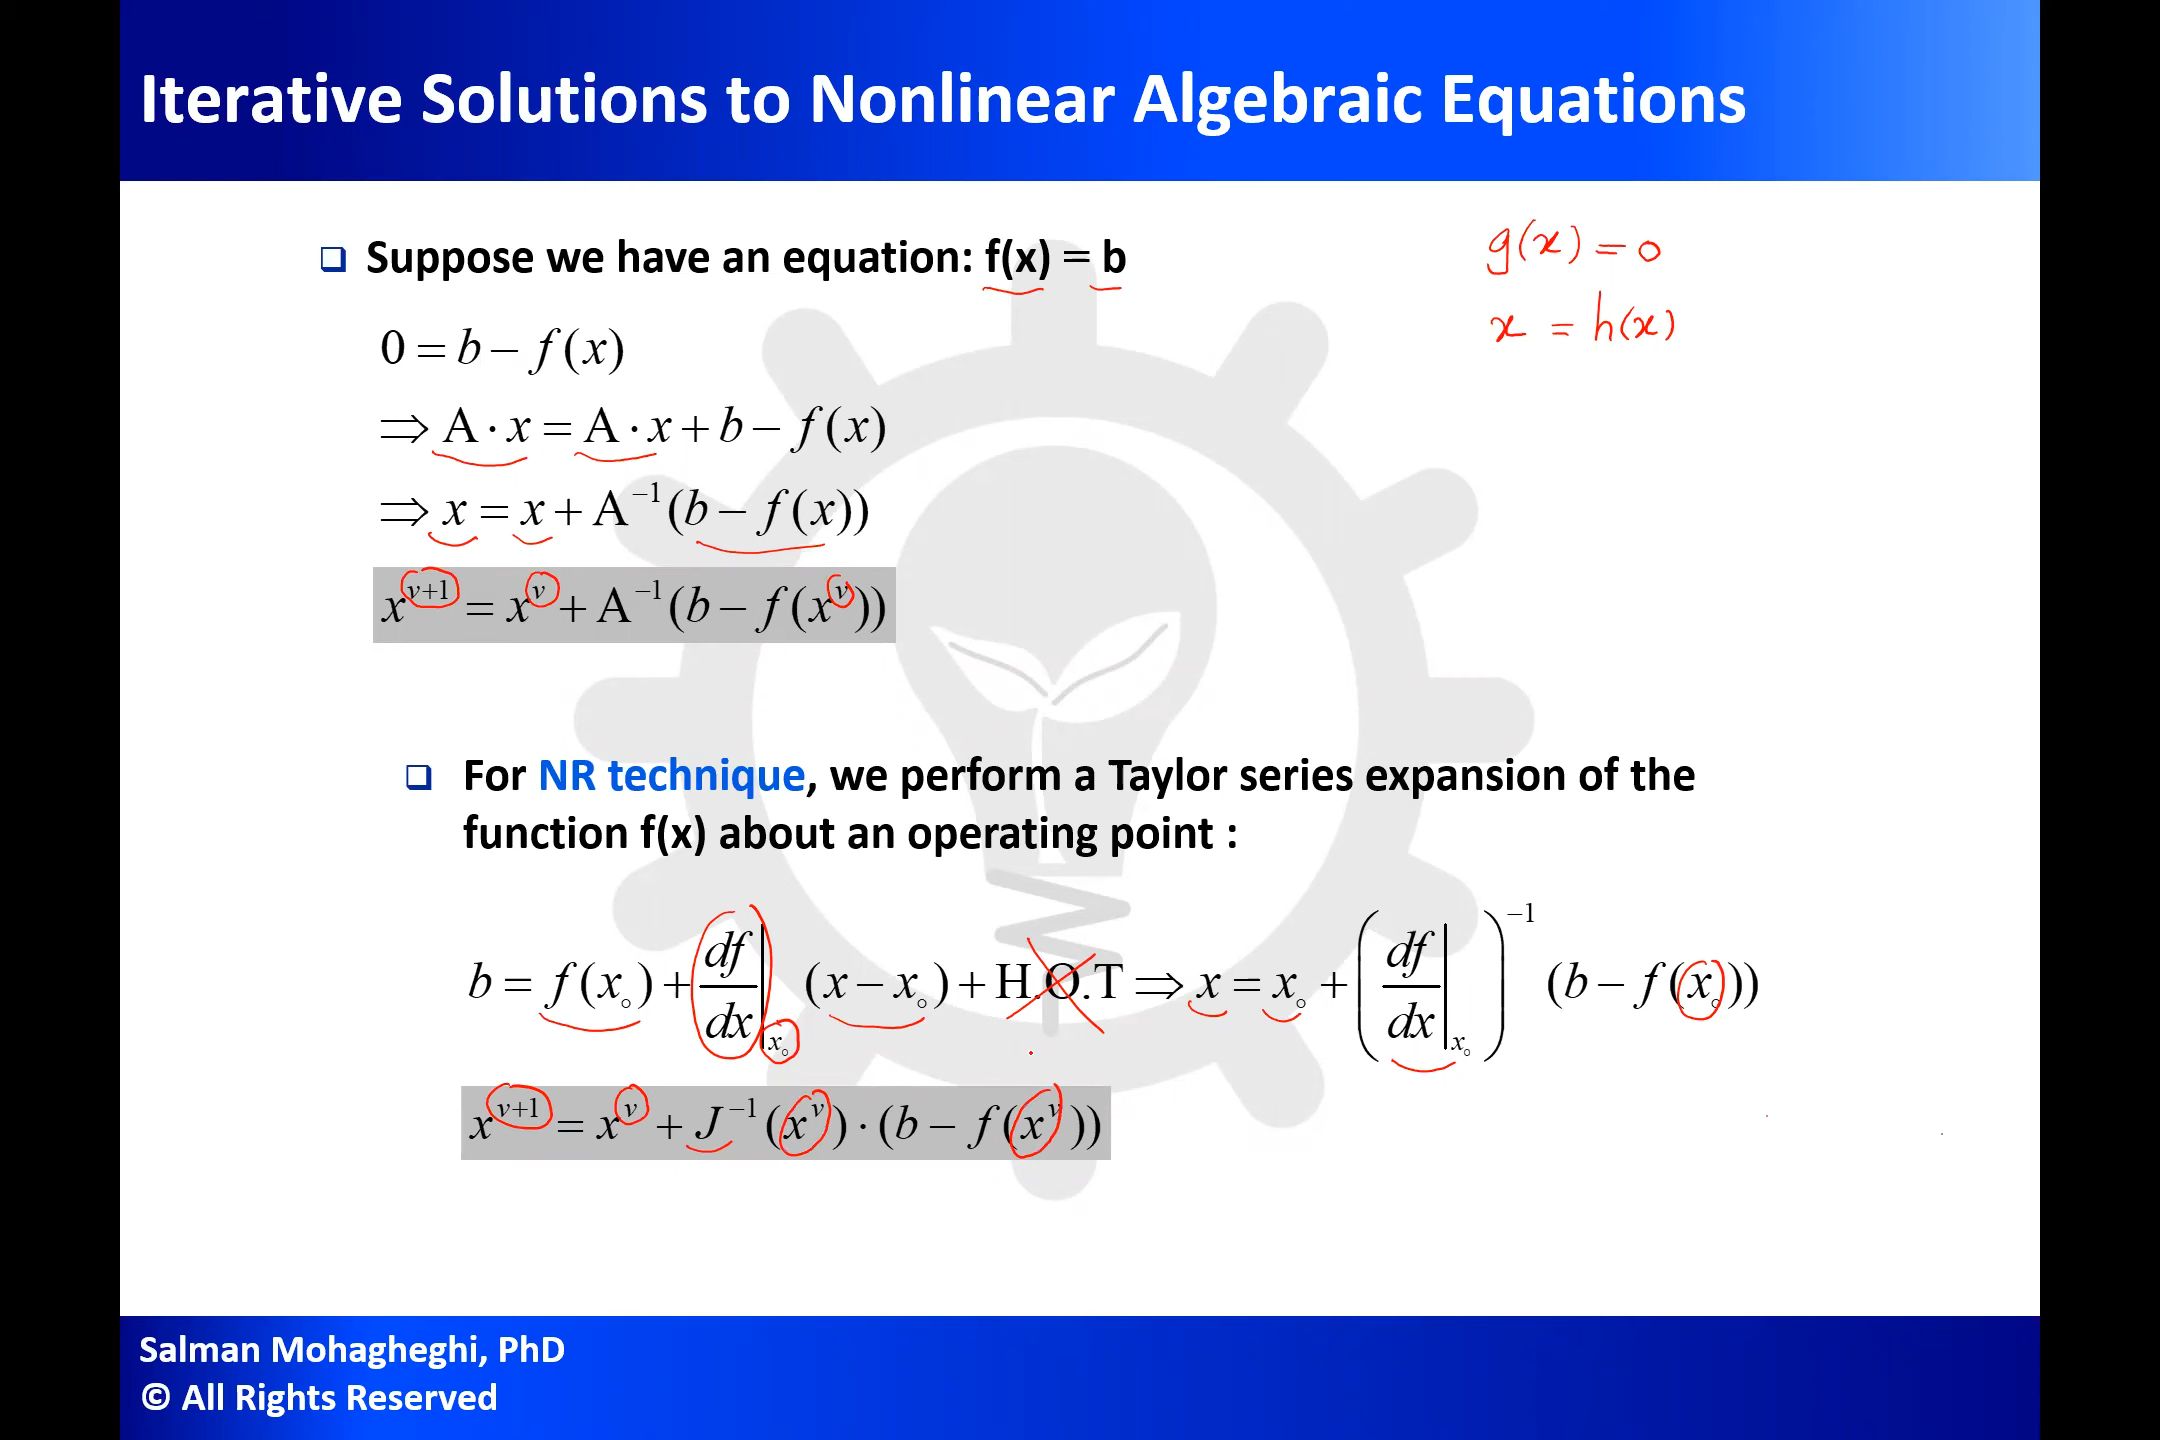 Iterative Solutions to Nonlinear Algebraic Equations
❑ Suppose we have an equation: f(x) = b
g(x) = 0
x = h(x)
0 = b − f(x)
⇒ A · x = A · x + b − f(x)
⇒ x = x + A⁻¹(b − f(x))
x^{v+1} = x^{v} + A⁻¹(b − f(x^{v}))
❑ For NR technique, we perform a Taylor series expansion of the
function f(x) about an operating point :
b = f(x₀) + df/dx|_{x₀} (x − x₀) + H.O.T ⇒ x = x₀ + (df/dx|_{x₀})⁻¹ (b − f(x₀))
x^{v+1} = x^{v} + J⁻¹(x^{v}) · (b − f(x^{v}))
Salman Mohagheghi, PhD
© All Rights Reserved